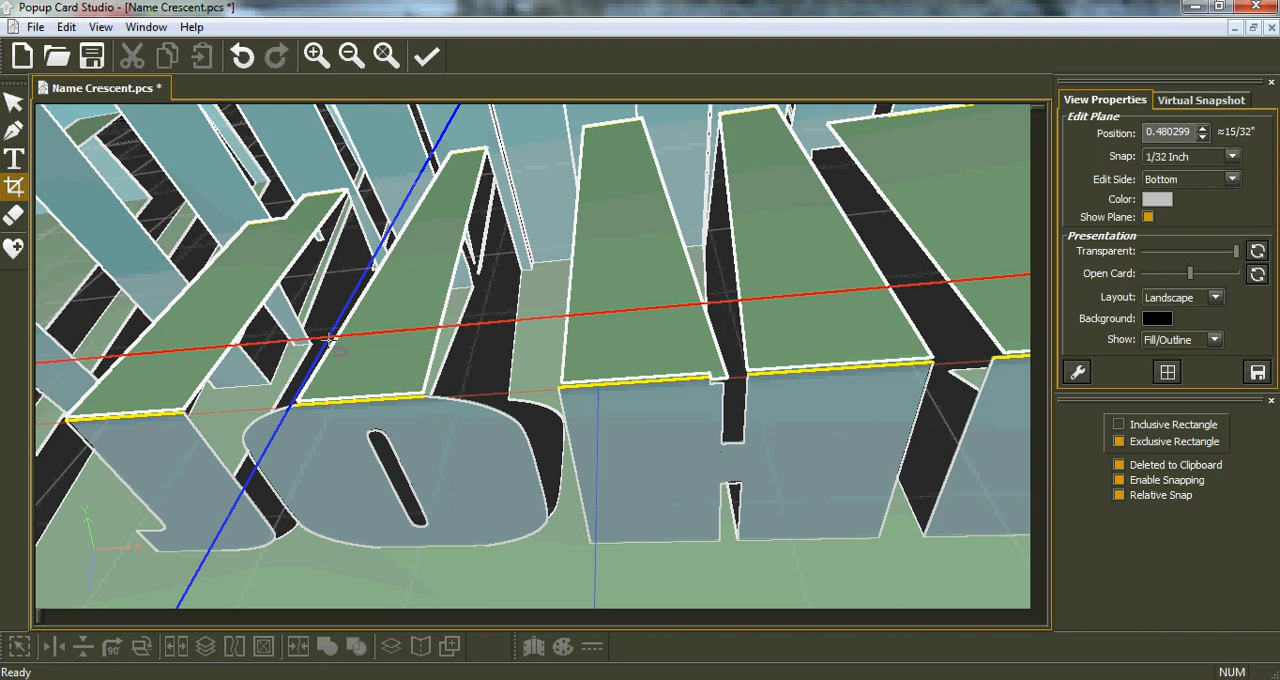 Popup Card Studio - [Name Crescent.pcs *]
File Edit View Window Help
Name Crescent.pcs *
View Properties Virtual Snapshot
Edit Plane
Position: 0.480299 ≈15/32"
Snap: 1/32 Inch
Edit Side: Bottom
Color:
Show Plane:
Presentation
Transparent:
Open Card:
Layout: Landscape
Background:
Show: Fill/Outline
Inclusive Rectangle
Exclusive Rectangle
Deleted to Clipboard
Enable Snapping
Relative Snap
JOH
Y
X
90°
Ready NUM